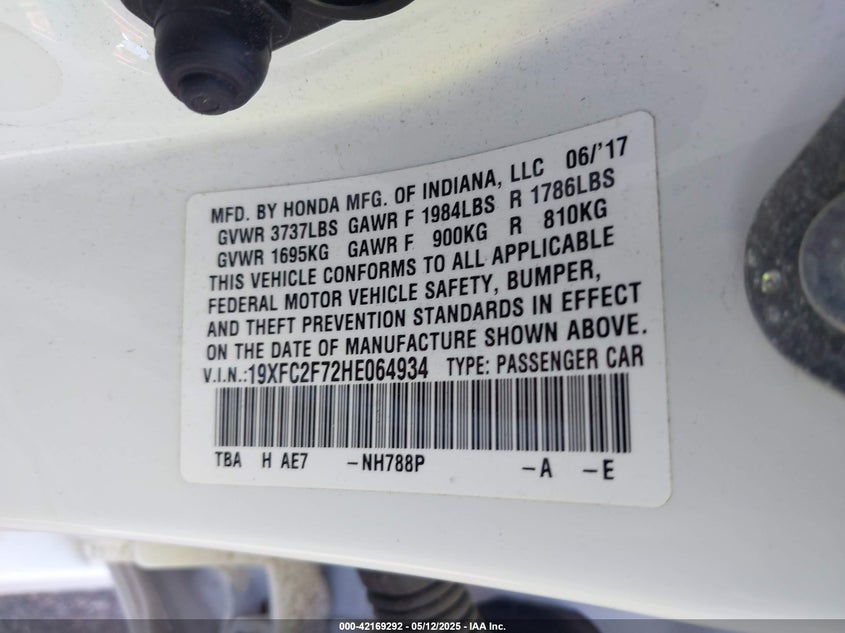 MFD. BY HONDA MFG. OF INDIANA, LLC 06/'17
GVWR 3737LBS GAWR F 1984LBS R 1786LBS
GVWR 1695KG GAWR F 900KG R 810KG
THIS VEHICLE CONFORMS TO ALL APPLICABLE
FEDERAL MOTOR VEHICLE SAFETY, BUMPER,
AND THEFT PREVENTION STANDARDS IN EFFECT
ON THE DATE OF MANUFACTURE SHOWN ABOVE.
V.I.N.:19XFC2F72HE064934 TYPE: PASSENGER CAR
TBA H AE7 -NH788P -A -E
000-42169292 - 05/12/2025 - IAA Inc.